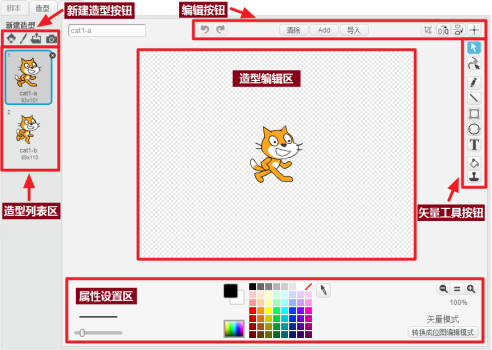 脚本 造型
新建造型按钮
编辑按钮
新建造型
cat1-a
清除 Add 导入
1
cat1-a
93x101
2
cat1-b
89x110
造型编辑区
T
造型列表区
矢量工具按钮
属性设置区
100%
矢量模式
转换成位图编辑模式